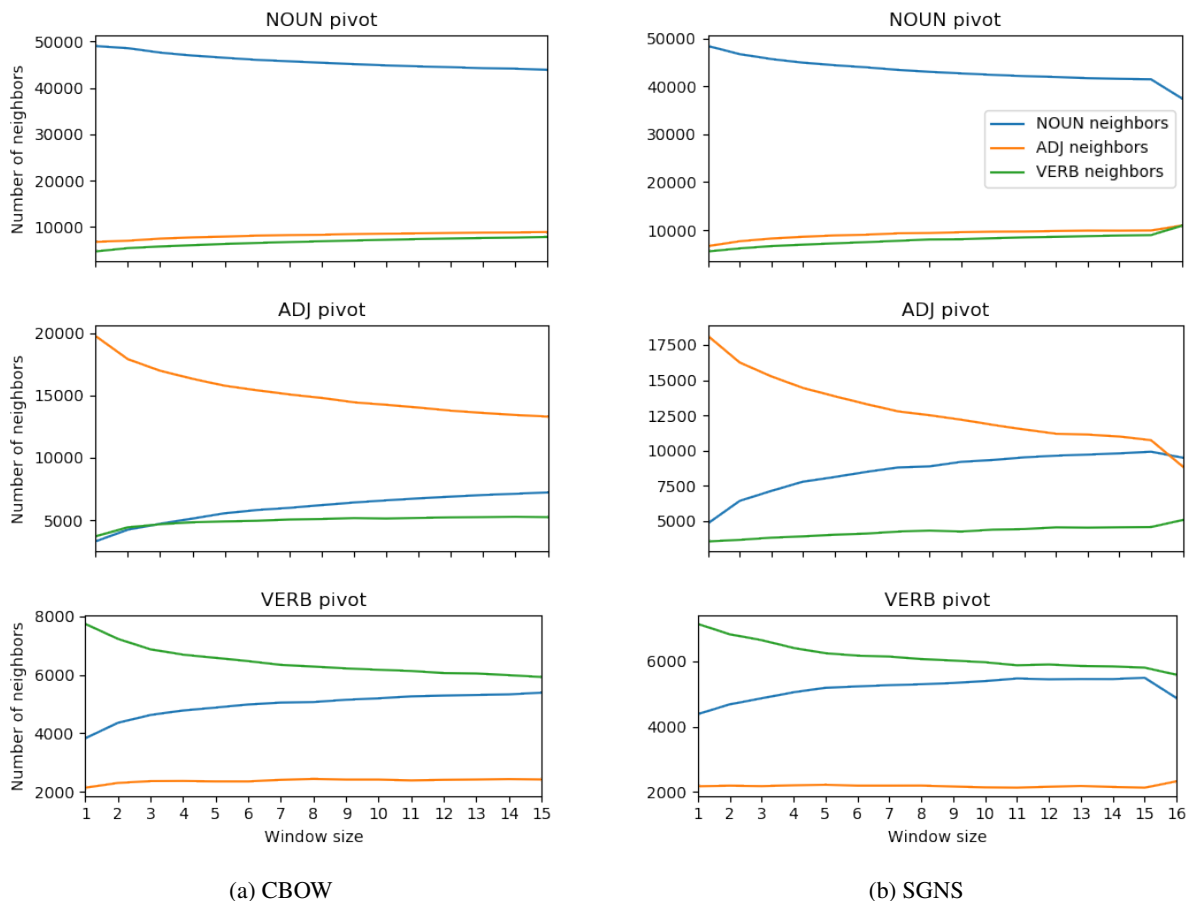 NOUN pivot
50000
40000
30000
20000
10000
Number of neighbors
ADJ pivot
20000
15000
10000
5000
Number of neighbors
VERB pivot
8000
6000
4000
2000
Number of neighbors
1 2 3 4 5 6 7 8 9 10 11 12 13 14 15
Window size
(a) CBOW
NOUN pivot
50000
40000
30000
20000
10000
NOUN neighbors
ADJ neighbors
VERB neighbors
ADJ pivot
17500
15000
12500
10000
7500
5000
VERB pivot
6000
4000
2000
1 2 3 4 5 6 7 8 9 10 11 12 13 14 15 16
Window size
(b) SGNS